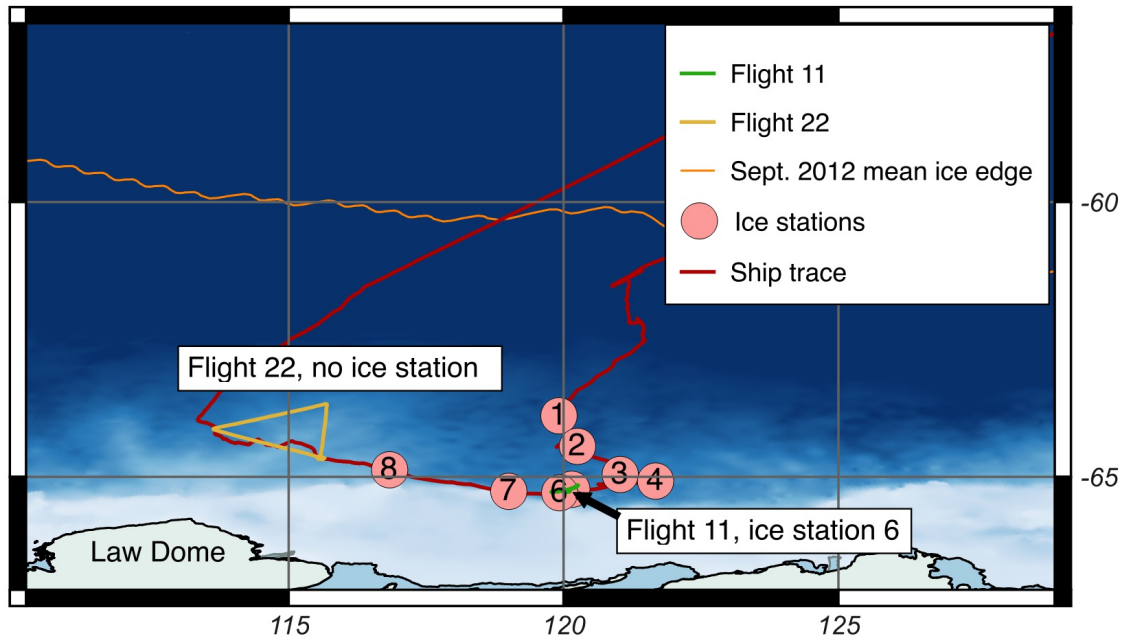 Flight 11
Flight 22
Sept. 2012 mean ice edge
Ice stations
Ship trace
-60
Flight 22, no ice station
1
2
3
4
8
7
6
-65
Flight 11, ice station 6
Law Dome
115
120
125